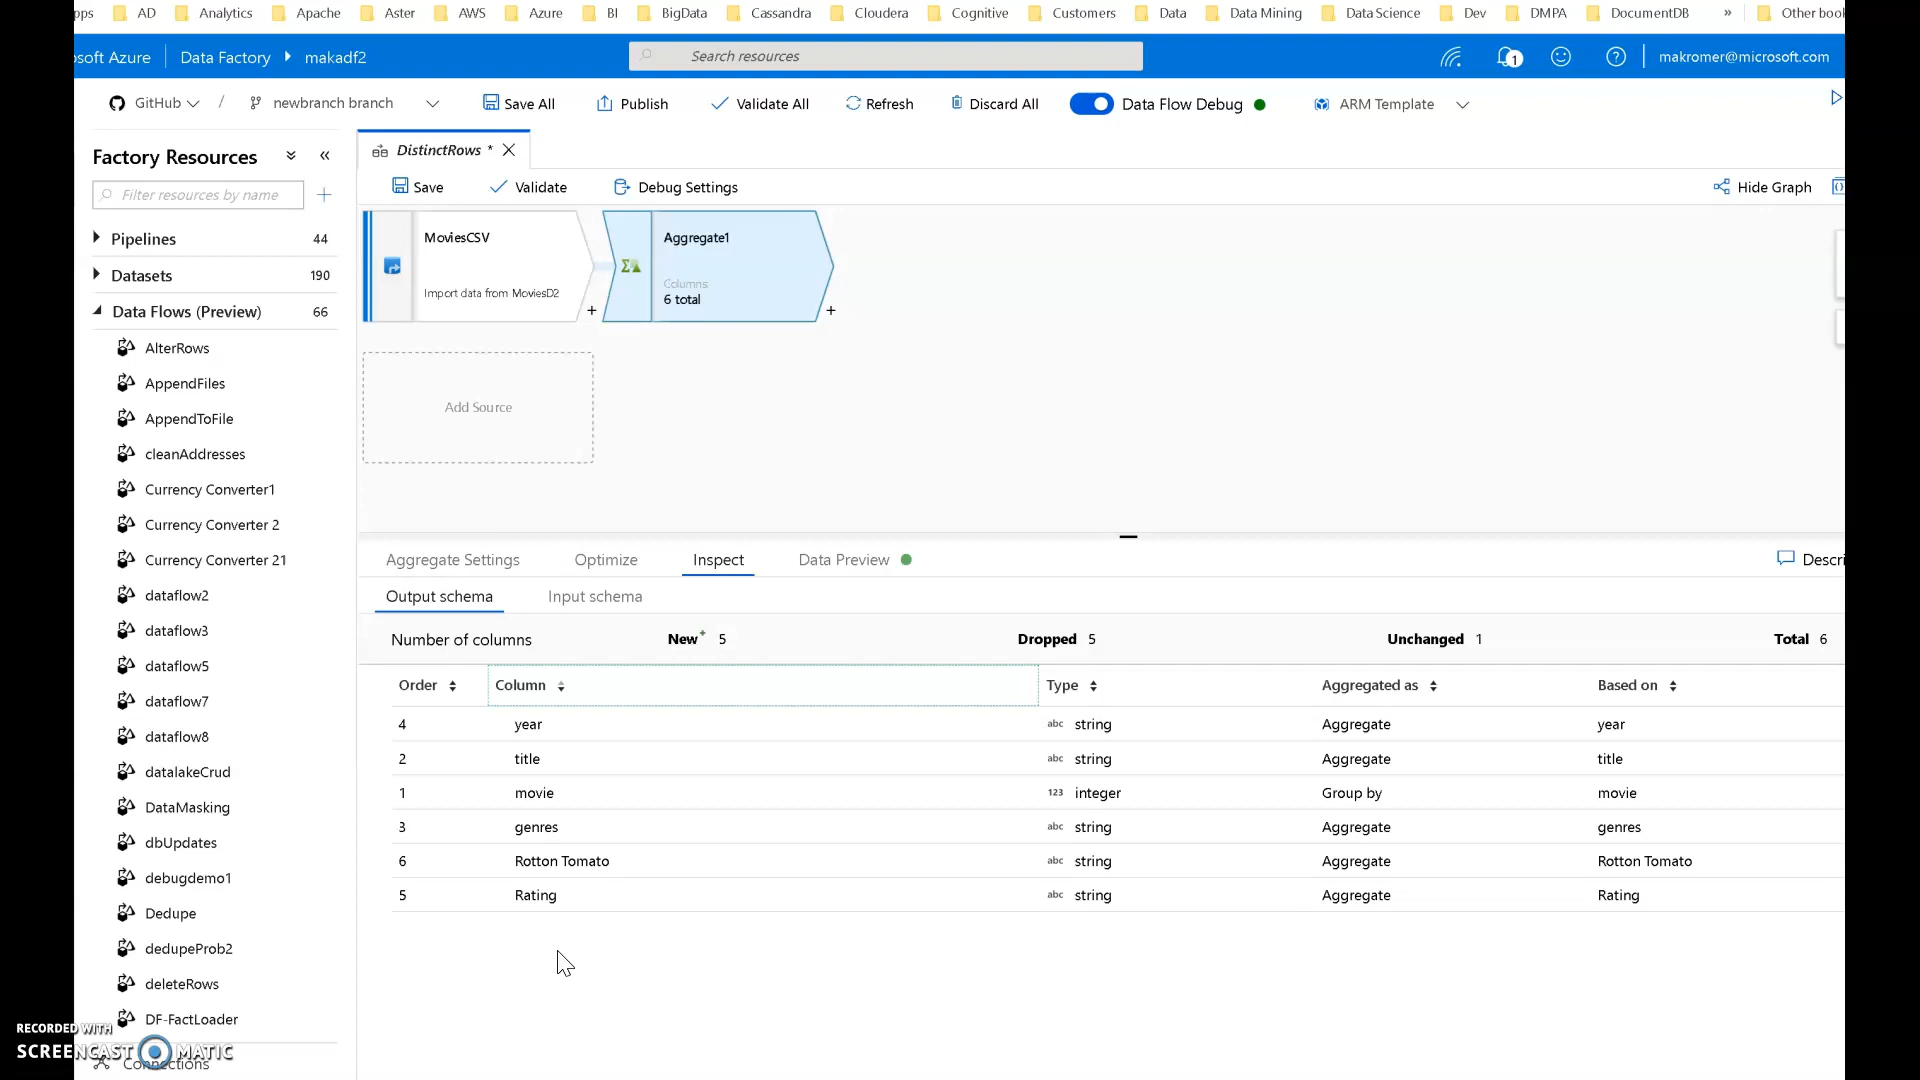 pps AD Analytics Apache Aster AWS Azure BI BigData Cassandra Cloudera Cognitive Customers Data Data Mining Data Science Dev DMPA DocumentDB » Other book
osoft Azure Data Factory makadf2 Search resources 1 makromer@microsoft.com
GitHub / newbranch branch Save All Publish Validate All Refresh Discard All Data Flow Debug ARM Template
Factory Resources
Filter resources by name
Pipelines 44
Datasets 190
Data Flows (Preview) 66
AlterRows
AppendFiles
AppendToFile
cleanAddresses
Currency Converter1
Currency Converter 2
Currency Converter 21
dataflow2
dataflow3
dataflow5
dataflow7
dataflow8
datalakeCrud
DataMasking
dbUpdates
debugdemo1
Dedupe
dedupeProb2
deleteRows
DF-FactLoader
Connections
DistinctRows *
Save Validate Debug Settings Hide Graph
MoviesCSV
Import data from MoviesD2
+
Aggregate1
Columns:
6 total
+
Add Source
Aggregate Settings Optimize Inspect Data Preview Descri
Output schema Input schema
Number of columns New+ 5 Dropped 5 Unchanged 1 Total 6
Order Column Type Aggregated as Based on
4 year abc string Aggregate year
2 title abc string Aggregate title
1 movie 123 integer Group by movie
3 genres abc string Aggregate genres
6 Rotton Tomato abc string Aggregate Rotton Tomato
5 Rating abc string Aggregate Rating
RECORDED WITH
SCREENCAST MATIC